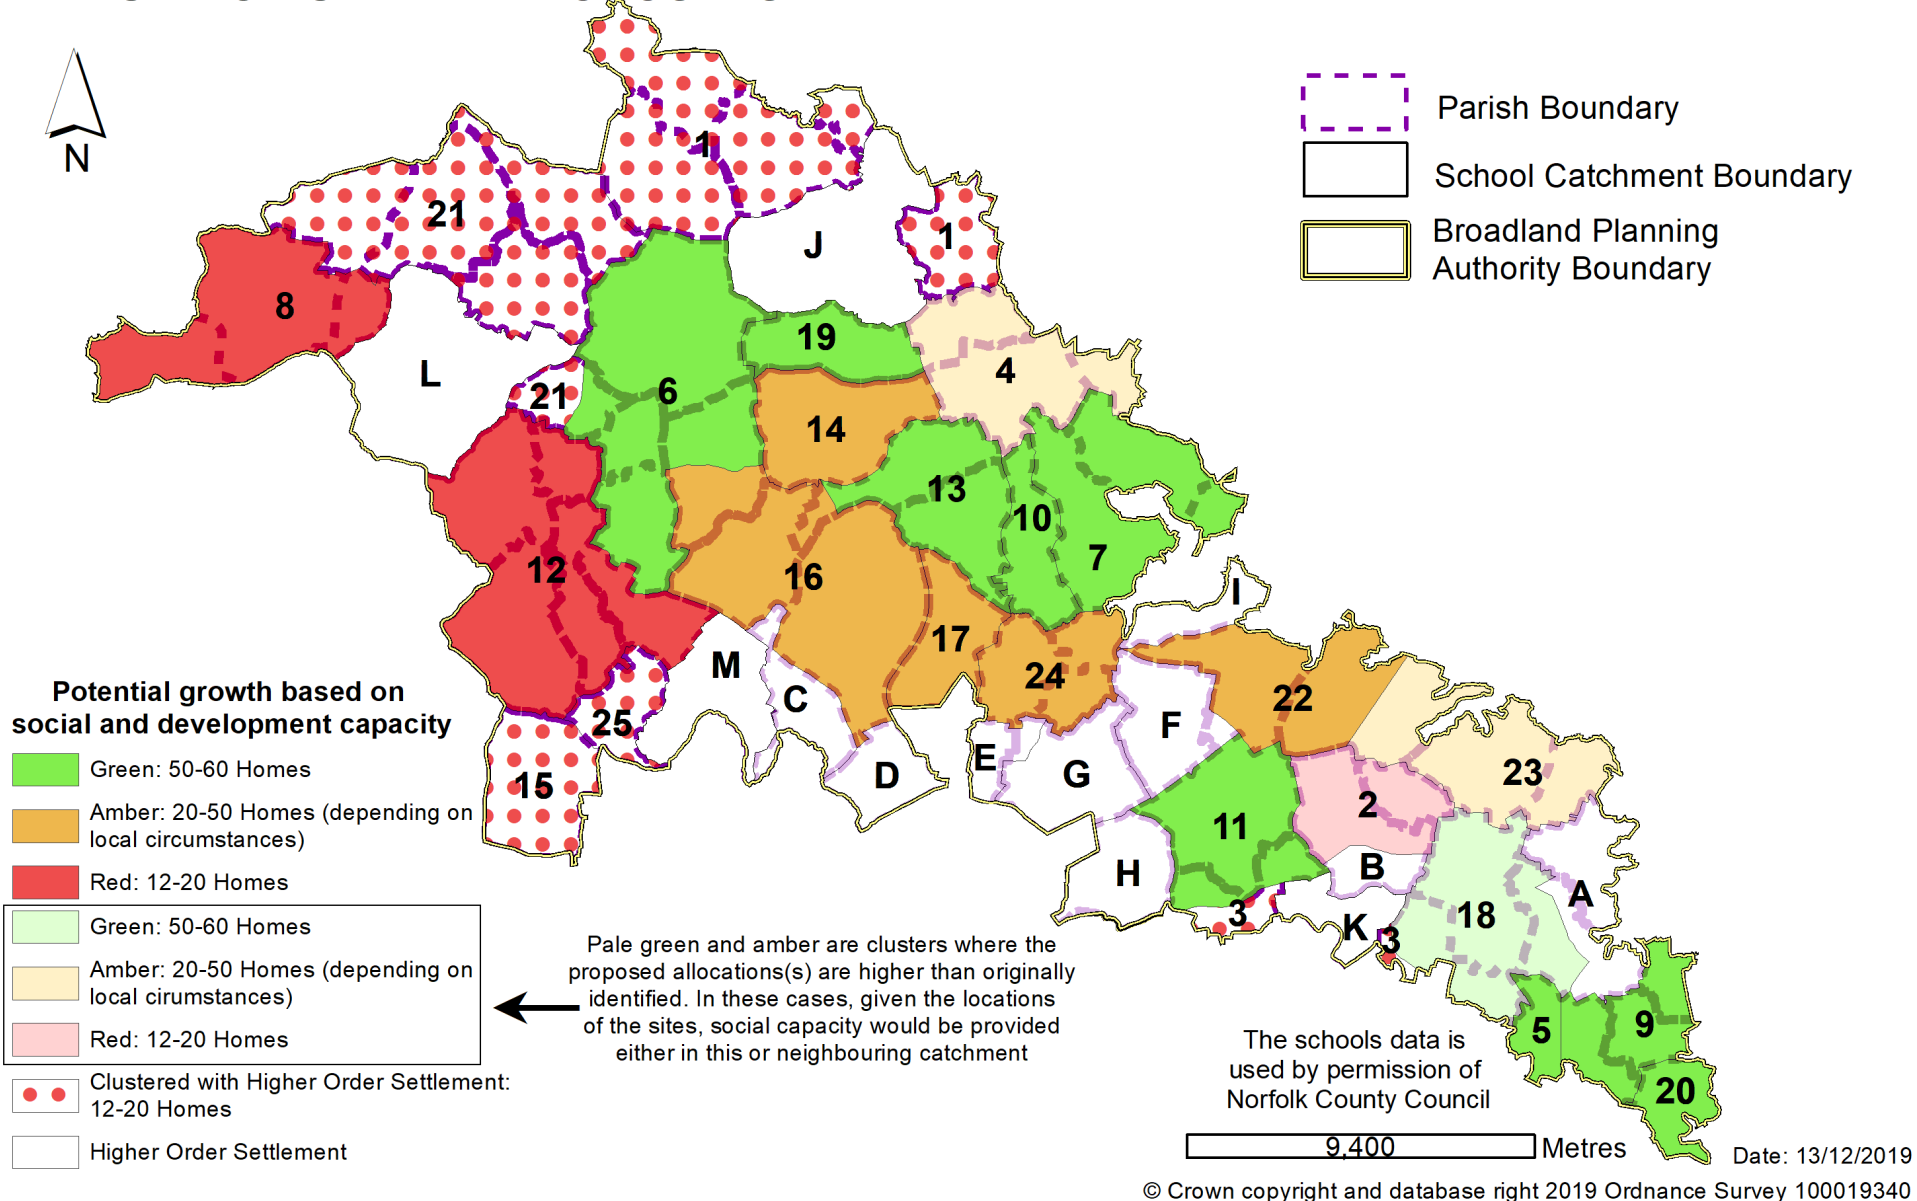 N
Parish Boundary
School Catchment Boundary
Broadland Planning
Authority Boundary
1
21
J
1
8
19
L
4
6
21
14
13
10
7
12
16
I
17
M
24
C
22
25
F
E
G
D
23
15
2
11
B
H
A
3
18
K
3
5
9
20
Potential growth based on
social and development capacity
Green: 50-60 Homes
Amber: 20-50 Homes (depending on
local circumstances)
Red: 12-20 Homes
Green: 50-60 Homes
Amber: 20-50 Homes (depending on
local cirumstances)
Red: 12-20 Homes
Clustered with Higher Order Settlement:
12-20 Homes
Higher Order Settlement
Pale green and amber are clusters where the
proposed allocations(s) are higher than originally
identified. In these cases, given the locations
of the sites, social capacity would be provided
either in this or neighbouring catchment
The schools data is
used by permission of
Norfolk County Council
9,400 Metres
Date: 13/12/2019
© Crown copyright and database right 2019 Ordnance Survey 100019340